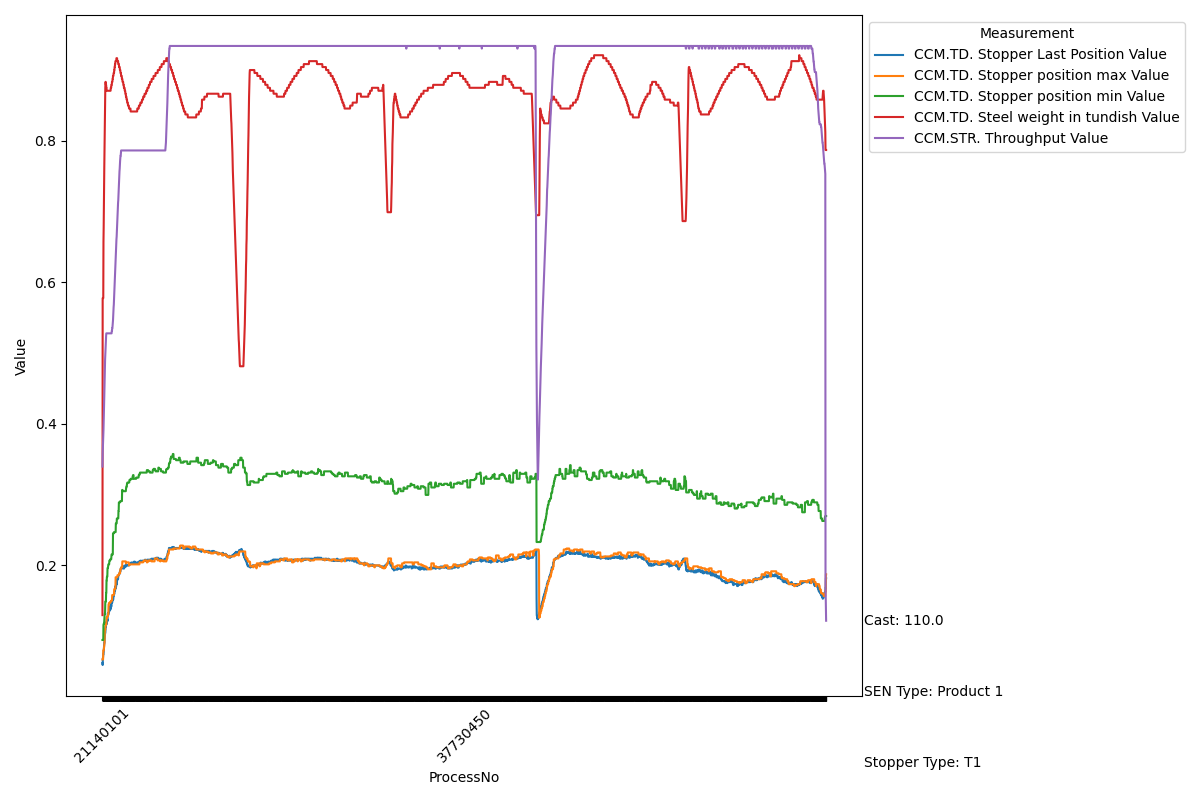 Measurement
CCM.TD. Stopper Last Position Value
CCM.TD. Stopper position max Value
CCM.TD. Stopper position min Value
CCM.TD. Steel weight in tundish Value
CCM.STR. Throughput Value
0.8
0.6
0.4
0.2
Value
21140101
37730450
ProcessNo
Cast: 110.0
SEN Type: Product 1
Stopper Type: T1